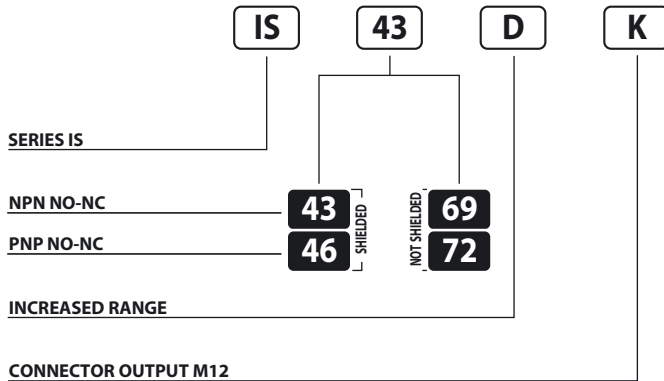 IS 43 D K
SERIES IS
NPN NO-NC 43 SHIELDED NOT SHIELDED 69
PNP NO-NC 46 72
INCREASED RANGE
CONNECTOR OUTPUT M12